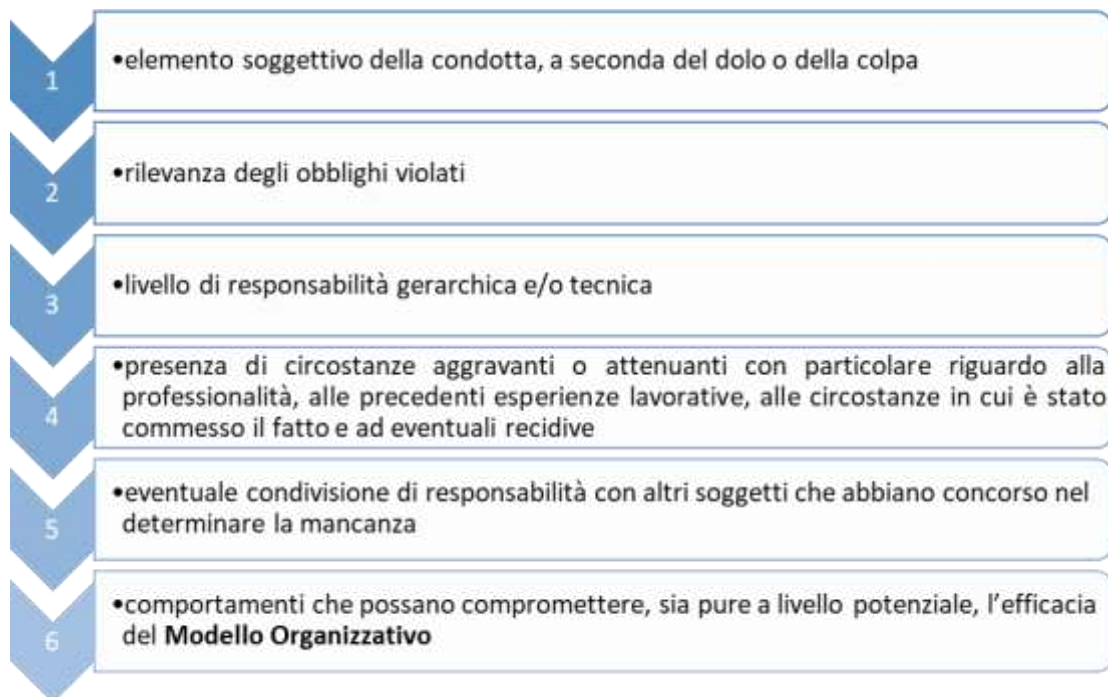 1
•elemento soggettivo della condotta, a seconda del dolo o della colpa
2
•rilevanza degli obblighi violati
3
•livello di responsabilità gerarchica e/o tecnica
4
•presenza di circostanze aggravanti o attenuanti con particolare riguardo alla
professionalità, alle precedenti esperienze lavorative, alle circostanze in cui è stato
commesso il fatto e ad eventuali recidive
5
•eventuale condivisione di responsabilità con altri soggetti che abbiano concorso nel
determinare la mancanza
6
•comportamenti che possano compromettere, sia pure a livello potenziale, l’efficacia
del Modello Organizzativo